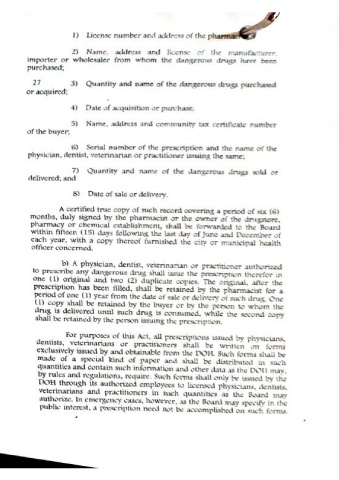 1) License number and address of the
2) Name, address and license of the manufacturer,
importer or wholesaler from whom the dangerous drugs have been
purchased;
27 3) Quantity and name of the dangerous drugs purchased
or acquired;
4) Date of acquisition or purchase;
5) Name, address and community tax certificate number
of the buyer;
6) Serial number of the prescription and the name of the
physician, dentist, veterinarian or practitioner issuing the same;
7) Quantity and name of the dangerous drugs sold or
delivered; and
8) Date of sale or delivery.
A certified true copy of such record covering a period of six (6)
months, duly signed by the pharmacist or the owner of the drugstore,
pharmacy or chemical establishment, shall be forwarded to the Board
within fifteen (15) days following the last day of June and December of
each year, with a copy thereof furnished the city or municipal health
officer concerned.
b) A physician, dentist, veterinarian or practitioner authorized
to prescribe any dangerous drug shall issue the prescription therefor in
one (1) original and two (2) duplicate copies. The original, after the
prescription has been filled, shall be retained by the pharmacist for a
period of one (1) year from the date of sale or delivery of such drug. One
(1) copy shall be retained by the buyer or by the person to whom the
drug is delivered until such drug is consumed, while the second copy
shall be retained by the person issuing the prescription.
For purposes of this Act, all prescriptions issued by physicians,
dentists, veterinarians or practitioners shall be written on forms
exclusively issued by and obtainable from the DOH. Such forms shall be
made of a special kind of paper and shall be distributed in such
quantities and contain such information and other data as the DOH may,
by rules and regulations, require. Such forms shall only be issued by the
DOH through its authorized employees to licensed physicians, dentists,
veterinarians and practitioners in such quantities as the Board may
authorize. In emergency cases, however, as the Board may specify in the
public interest, a prescription need not be accomplished on such forms.